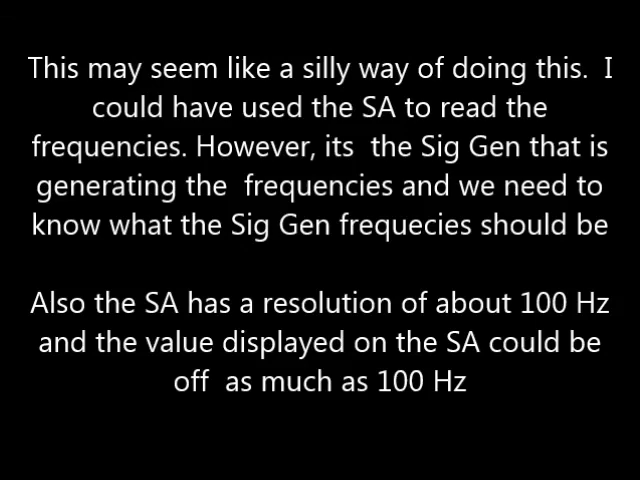 This may seem like a silly way of doing this.  I
could have used the SA to read the
frequencies. However, its  the Sig Gen that is
generating the  frequencies and we need to
know what the Sig Gen frequecies should be
Also the SA has a resolution of about 100 Hz
and the value displayed on the SA could be
off  as much as 100 Hz